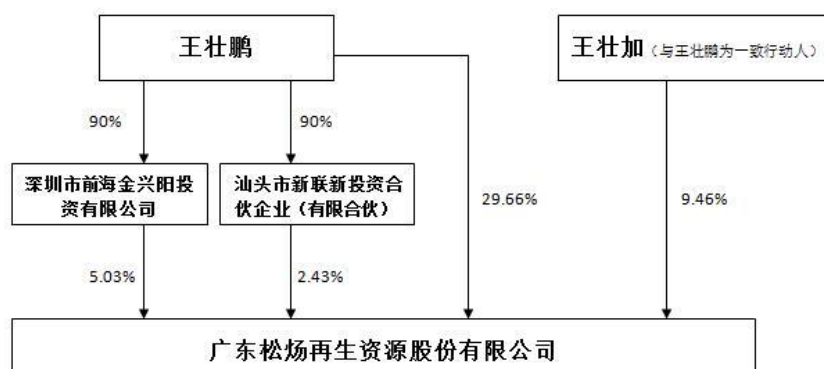 王壮鹏
王壮加（与王壮鹏为一致行动人）
90%
90%
深圳市前海金兴阳投
资有限公司
汕头市新联新投资合
伙企业（有限合伙）
29.66%
9.46%
5.03%
2.43%
广东松炀再生资源股份有限公司